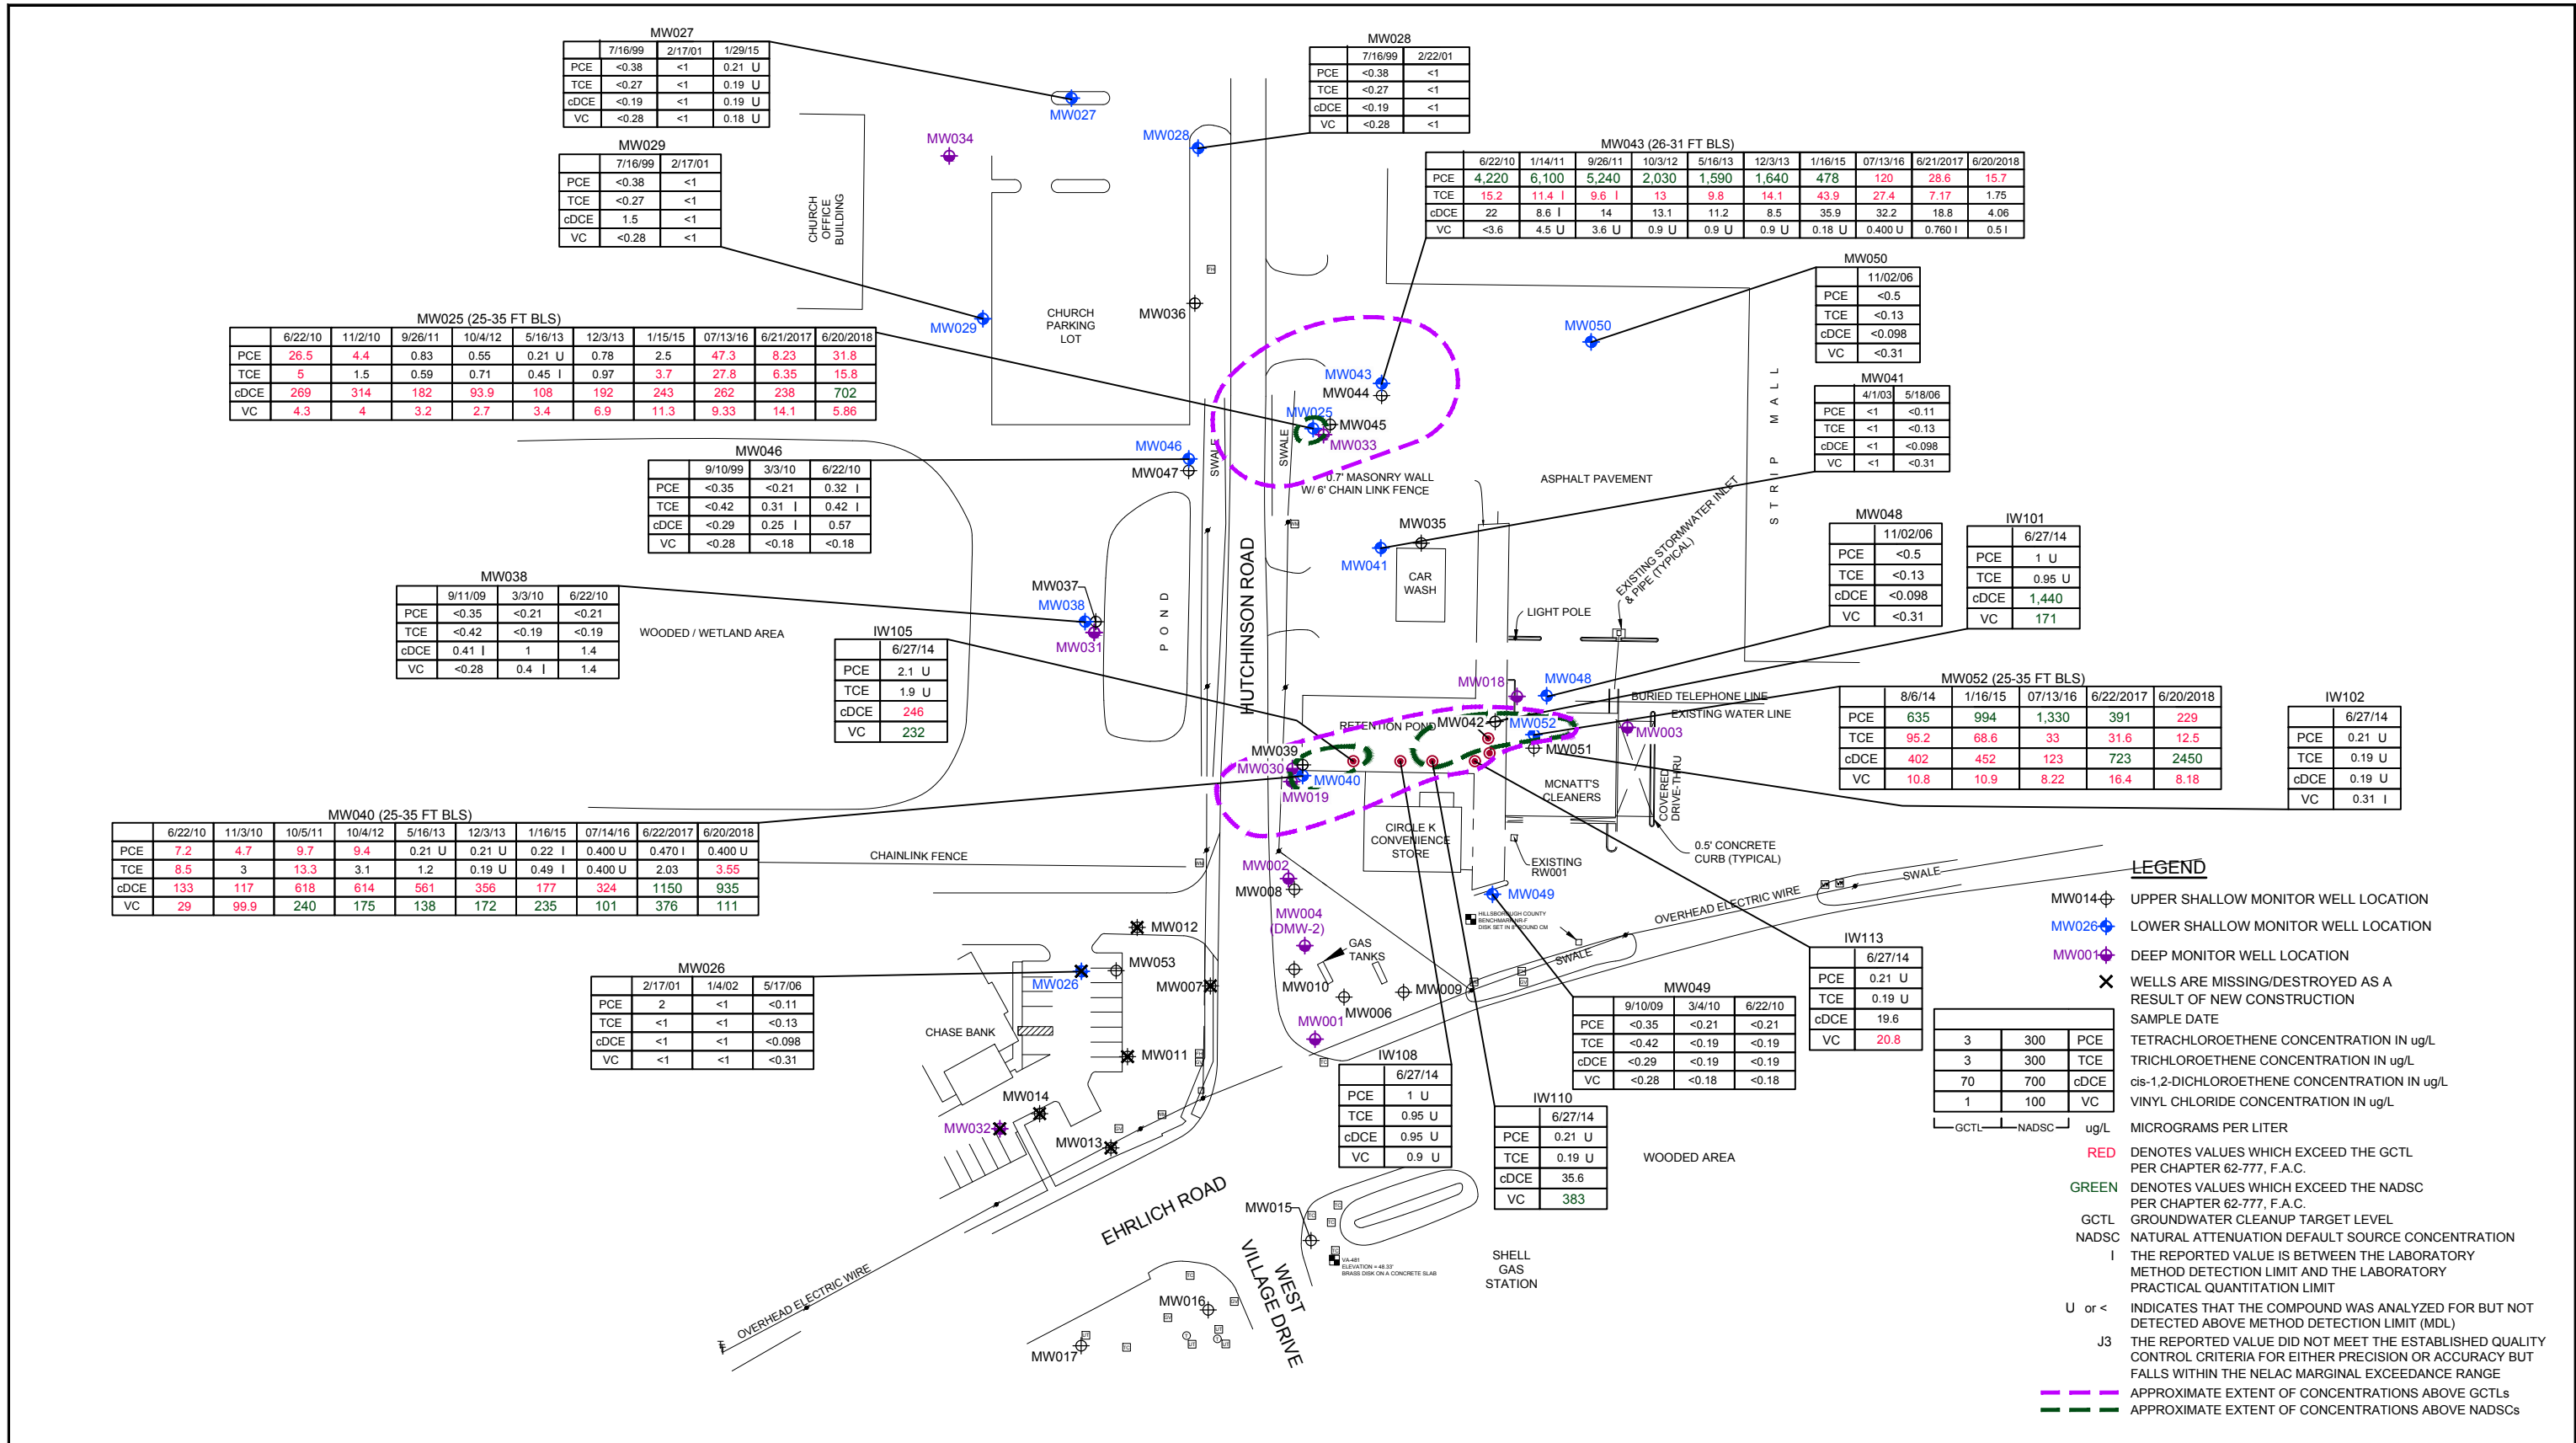 MW027
7/16/99 2/17/01 1/29/15
PCE <0.38 <1 0.21 U
TCE <0.27 <1 0.19 U
cDCE <0.19 <1 0.19 U
VC <0.28 <1 0.18 U
MW028
7/16/99 2/22/01
PCE <0.38 <1
TCE <0.27 <1
cDCE <0.19 <1
VC <0.28 <1
MW029
7/16/99 2/17/01
PCE <0.38 <1
TCE <0.27 <1
cDCE 1.5 <1
VC <0.28 <1
MW043 (26-31 FT BLS)
6/22/10 1/14/11 9/26/11 10/3/12 5/16/13 12/3/13 1/16/15 07/13/16 6/21/2017 6/20/2018
PCE 4,220 6,100 5,240 2,030 1,590 1,640 478 120 28.6 15.7
TCE 15.2 11.4 I 9.6 I 13 9.8 14.1 43.9 27.4 7.17 1.75
cDCE 22 8.6 I 14 13.1 11.2 8.5 35.9 32.2 18.8 4.06
VC <3.6 4.5 U 3.6 U 0.9 U 0.9 U 0.9 U 0.18 U 0.400 U 0.760 I 0.5 I
MW050
11/02/06
PCE <0.5
TCE <0.13
cDCE <0.098
VC <0.31
MW025 (25-35 FT BLS)
6/22/10 11/2/10 9/26/11 10/4/12 5/16/13 12/3/13 1/15/15 07/13/16 6/21/2017 6/20/2018
PCE 26.5 4.4 0.83 0.55 0.21 U 0.78 2.5 47.3 8.23 31.8
TCE 5 1.5 0.59 0.71 0.45 I 0.97 3.7 27.8 6.35 15.8
cDCE 269 314 182 93.9 108 192 243 262 238 702
VC 4.3 4 3.2 2.7 3.4 6.9 11.3 9.33 14.1 5.86
MW041
4/1/03 5/18/06
PCE <1 <0.11
TCE <1 <0.13
cDCE <1 <0.098
VC <1 <0.31
MW046
9/10/99 3/3/10 6/22/10
PCE <0.35 <0.21 0.32 I
TCE <0.42 0.31 I 0.42 I
cDCE <0.29 0.25 I 0.57
VC <0.28 <0.18 <0.18
MW048
11/02/06
PCE <0.5
TCE <0.13
cDCE <0.098
VC <0.31
IW101
6/27/14
PCE 1 U
TCE 0.95 U
cDCE 1,440
VC 171
MW038
9/11/09 3/3/10 6/22/10
PCE <0.35 <0.21 <0.21
TCE <0.42 <0.19 <0.19
cDCE 0.41 I 1 1.4
VC <0.28 0.4 I 1.4
IW105
6/27/14
PCE 2.1 U
TCE 1.9 U
cDCE 246
VC 232
MW052 (25-35 FT BLS)
8/6/14 1/16/15 07/13/16 6/22/2017 6/20/2018
PCE 635 994 1,330 391 229
TCE 95.2 68.6 33 31.6 12.5
cDCE 402 452 123 723 2450
VC 10.8 10.9 8.22 16.4 8.18
IW102
6/27/14
PCE 0.21 U
TCE 0.19 U
cDCE 0.19 U
VC 0.31 I
MW040 (25-35 FT BLS)
6/22/10 11/3/10 10/5/11 10/4/12 5/16/13 12/3/13 1/16/15 07/14/16 6/22/2017 6/20/2018
PCE 7.2 4.7 9.7 9.4 0.21 U 0.21 U 0.22 I 0.400 U 0.470 I 0.400 U
TCE 8.5 3 13.3 3.1 1.2 0.19 U 0.49 I 0.400 U 2.03 3.55
cDCE 133 117 618 614 561 356 177 324 1150 935
VC 29 99.9 240 175 138 172 235 101 376 111
MW026
2/17/01 1/4/02 5/17/06
PCE 2 <1 <0.11
TCE <1 <1 <0.13
cDCE <1 <1 <0.098
VC <1 <1 <0.31
MW049
9/10/09 3/4/10 6/22/10
PCE <0.35 <0.21 <0.21
TCE <0.42 <0.19 <0.19
cDCE <0.29 <0.19 <0.19
VC <0.28 <0.18 <0.18
IW113
6/27/14
PCE 0.21 U
TCE 0.19 U
cDCE 19.6
VC 20.8
IW108
6/27/14
PCE 1 U
TCE 0.95 U
cDCE 0.95 U
VC 0.9 U
IW110
6/27/14
PCE 0.21 U
TCE 0.19 U
cDCE 35.6
VC 383
MW027
MW034
MW028
CHURCH
OFFICE
BUILDING
MW029
CHURCH
PARKING
LOT
MW036
MW050
MW043
MW044
MW025
MW045
MW033
MW046
MW047
SWALE
SWALE
0.7' MASONRY WALL
W/ 6' CHAIN LINK FENCE
ASPHALT PAVEMENT
STRIP MALL
EXISTING STORMWATER INLET
& PIPE (TYPICAL)
MW035
MW041
CAR
WASH
LIGHT POLE
HUTCHINSON ROAD
POND
MW037
MW038
MW031
WOODED / WETLAND AREA
MW018
MW048
BURIED TELEPHONE LINE
EXISTING WATER LINE
RETENTION POND
MW042
MW052
MW003
MW051
MW039
MW030
MW040
MW019
MCNATT'S
CLEANERS
COVERED
DRIVE-THRU
CIRCLE K
CONVENIENCE
STORE
EXISTING
RW001
0.5' CONCRETE
CURB (TYPICAL)
CHAINLINK FENCE
MW002
MW008
MW049
HILLSBOROUGH COUNTY
BENCHMARK NR-F
DISK SET IN 8" ROUND CM
OVERHEAD ELECTRIC WIRE
SWALE
MW004
(DMW-2)
GAS
TANKS
SWALE
MW012
MW053
MW026
MW007
MW010
MW009
MW006
MW001
CHASE BANK
MW011
MW014
MW032
MW013
WOODED AREA
EHRLICH ROAD
MW015
VA-481
ELEVATION = 48.33'
BRASS DISK ON A CONCRETE SLAB
SHELL
GAS
STATION
WEST
VILLAGE DRIVE
OVERHEAD ELECTRIC WIRE
MW016
MW017
LEGEND
MW014 UPPER SHALLOW MONITOR WELL LOCATION
MW026 LOWER SHALLOW MONITOR WELL LOCATION
MW001 DEEP MONITOR WELL LOCATION
WELLS ARE MISSING/DESTROYED AS A
RESULT OF NEW CONSTRUCTION
SAMPLE DATE
3 300 PCE TETRACHLOROETHENE CONCENTRATION IN ug/L
3 300 TCE TRICHLOROETHENE CONCENTRATION IN ug/L
70 700 cDCE cis-1,2-DICHLOROETHENE CONCENTRATION IN ug/L
1 100 VC VINYL CHLORIDE CONCENTRATION IN ug/L
GCTL NADSC ug/L MICROGRAMS PER LITER
RED DENOTES VALUES WHICH EXCEED THE GCTL
PER CHAPTER 62-777, F.A.C.
GREEN DENOTES VALUES WHICH EXCEED THE NADSC
PER CHAPTER 62-777, F.A.C.
GCTL GROUNDWATER CLEANUP TARGET LEVEL
NADSC NATURAL ATTENUATION DEFAULT SOURCE CONCENTRATION
I THE REPORTED VALUE IS BETWEEN THE LABORATORY
METHOD DETECTION LIMIT AND THE LABORATORY
PRACTICAL QUANTITATION LIMIT
U or < INDICATES THAT THE COMPOUND WAS ANALYZED FOR BUT NOT
DETECTED ABOVE METHOD DETECTION LIMIT (MDL)
J3 THE REPORTED VALUE DID NOT MEET THE ESTABLISHED QUALITY
CONTROL CRITERIA FOR EITHER PRECISION OR ACCURACY BUT
FALLS WITHIN THE NELAC MARGINAL EXCEEDANCE RANGE
APPROXIMATE EXTENT OF CONCENTRATIONS ABOVE GCTLs
APPROXIMATE EXTENT OF CONCENTRATIONS ABOVE NADSCs